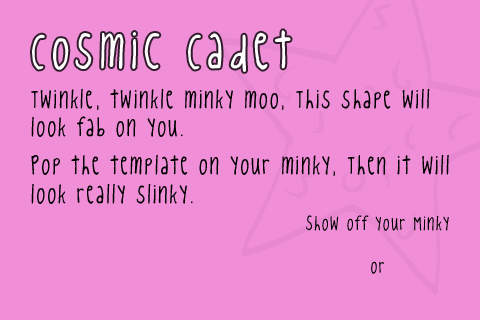 Cosmic Cadet
Twinkle, twinkle minky moo, This shape will
look fab on you.
Pop the template on your minky, Then it will
look really slinky.
Show off your Minky
or